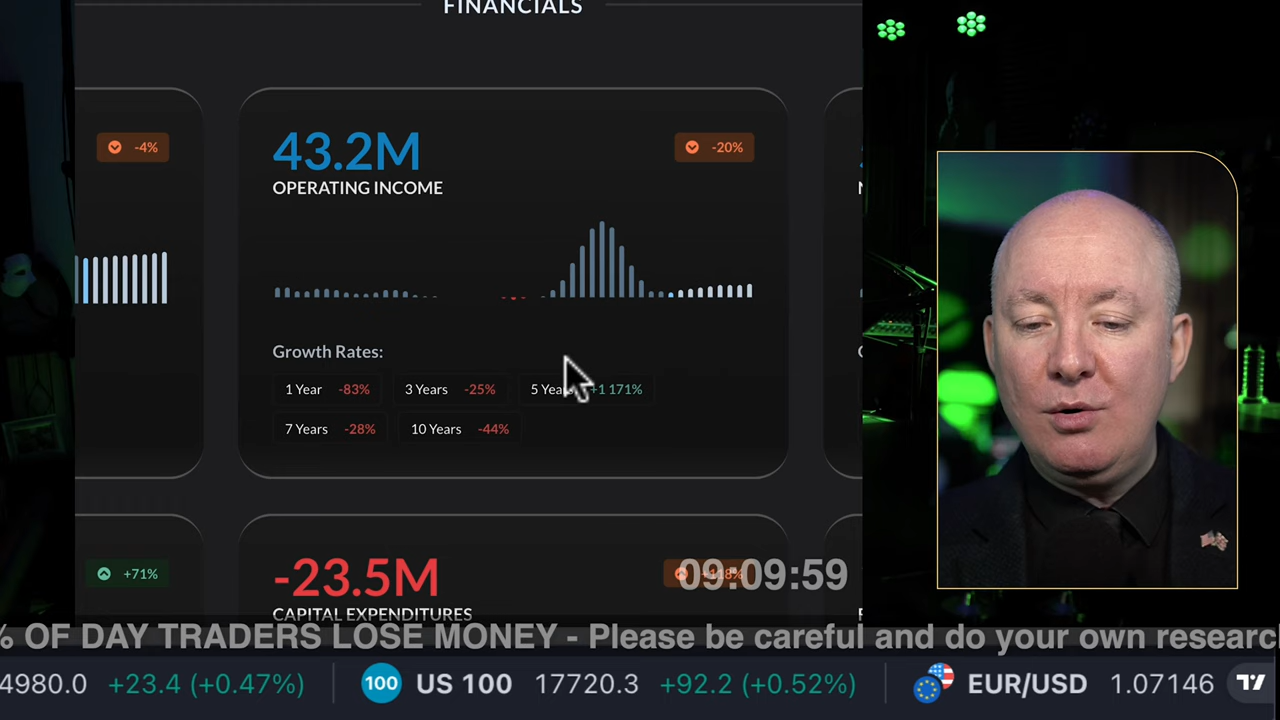 FINANCIALS
-4%
43.2M
-20%
OPERATING INCOME
Growth Rates:
1 Year -83%
3 Years -25%
5 Years +1 171%
7 Years -28%
10 Years -44%
+71%
-23.5M
+118%
09:09:59
CAPITAL EXPENDITURES
% OF DAY TRADERS LOSE MONEY - Please be careful and do your own research
4980.0 +23.4 (+0.47%)
100 US 100 17720.3 +92.2 (+0.52%)
EUR/USD 1.07146